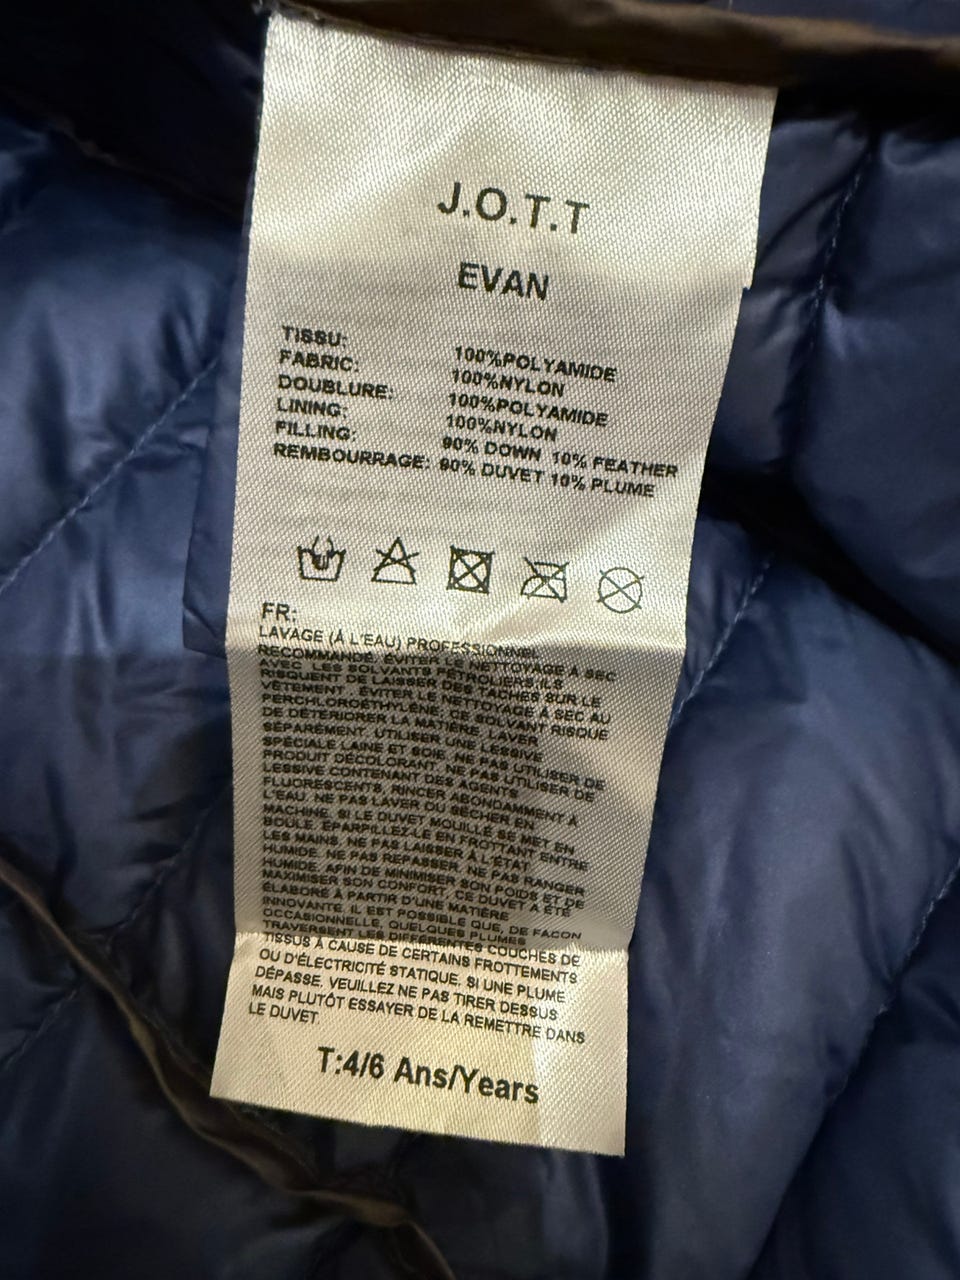 J.O.T.T
EVAN
TISSU: 100%POLYAMIDE
FABRIC: 100%NYLON
DOUBLURE: 100%POLYAMIDE
LINING: 100%NYLON
FILLING: 90% DOWN 10% FEATHER
REMBOURRAGE: 90% DUVET 10% PLUME
FR:
LAVAGE (À L'EAU) PROFESSIONNEL
RECOMMANDÉ. ÉVITER LE NETTOYAGE À SEC
AVEC LES SOLVANTS PÉTROLIERS,ILS
RISQUENT DE LAISSER DES TACHES SUR LE
VÊTEMENT . ÉVITER LE NETTOYAGE À SEC AU
PERCHLOROÉTHYLÈNE, CE SOLVANT RISQUE
DE DÉTÉRIORER LA MATIÈRE. LAVER
SÉPARÉMENT. UTILISER UNE LESSIVE
SPÉCIALE LAINE ET SOIE. NE PAS UTILISER DE
PRODUIT DÉCOLORANT. NE PAS UTILISER DE
LESSIVE CONTENANT DES AGENTS
FLUORESCENTS, RINCER ABONDAMMENT À
L'EAU. NE PAS LAVER OU SÉCHER EN
MACHINE. SI LE DUVET MOUILLÉ SE MET EN
BOULE, ÉPARPILLEZ-LE EN FROTTANT ENTRE
LES MAINS. NE PAS LAISSER À L'ÉTAT
HUMIDE. NE PAS REPASSER. NE PAS RANGER
HUMIDE. AFIN DE MINIMISER SON POIDS ET DE
MAXIMISER SON CONFORT, CE DUVET A ÉTÉ
ÉLABORÉ À PARTIR D'UNE MATIÈRE
INNOVANTE. IL EST POSSIBLE QUE, DE FACON
OCCASIONNELLE, QUELQUES PLUMES
TRAVERSENT LES DIFFÉRENTES COUCHES DE
TISSUS À CAUSE DE CERTAINS FROTTEMENTS
OU D'ÉLECTRICITÉ STATIQUE. SI UNE PLUME
DÉPASSE, VEUILLEZ NE PAS TIRER DESSUS
MAIS PLUTÔT ESSAYER DE LA REMETTRE DANS
LE DUVET.
T:4/6 Ans/Years